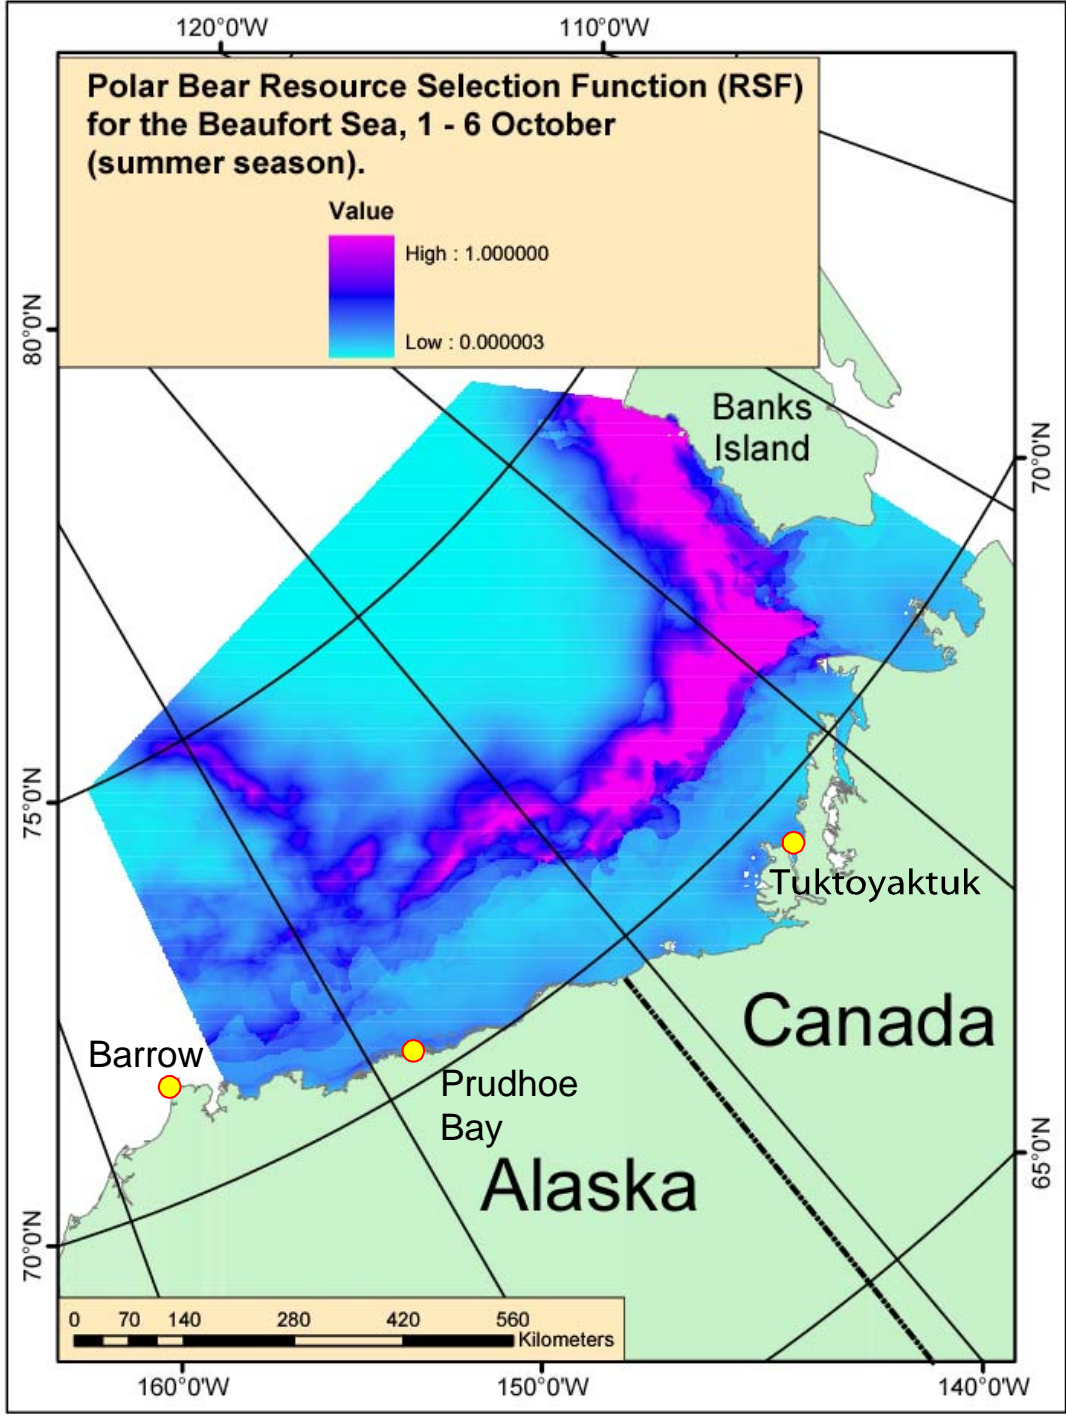 120°0'W
110°0'W
Polar Bear Resource Selection Function (RSF)
for the Beaufort Sea, 1 - 6 October
(summer season).
Value
High : 1.000000
Low : 0.000003
80°0'N
Banks
Island
70°0'N
75°0'N
Tuktoyaktuk
Canada
Barrow
Prudhoe
Bay
Alaska
65°0'N
70°0'N
0 70 140 280 420 560
Kilometers
160°0'W
150°0'W
140°0'W